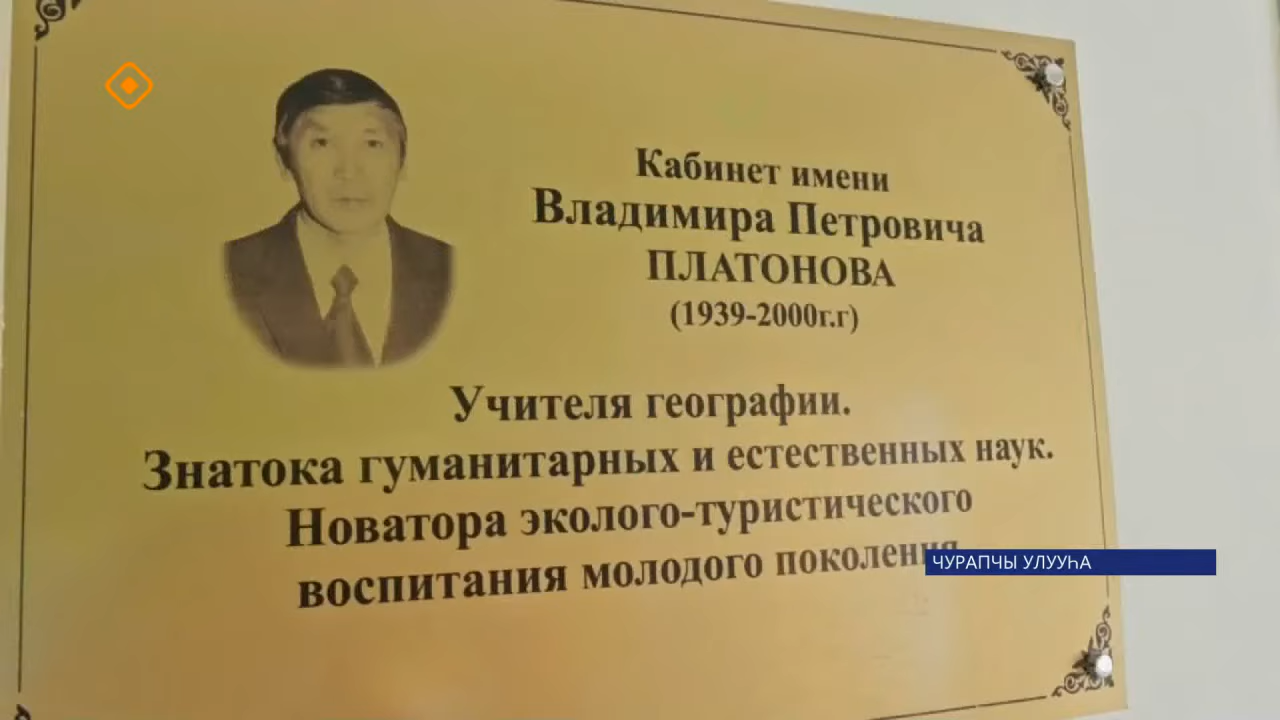 Кабинет имени
Владимира Петровича
ПЛАТОНОВА
(1939-2000г.г)
Учителя географии.
Знатока гуманитарных и естественных наук.
Новатора эколого-туристического
воспитания молодого поколения
ЧУРАПЧЫ УЛУУҺА